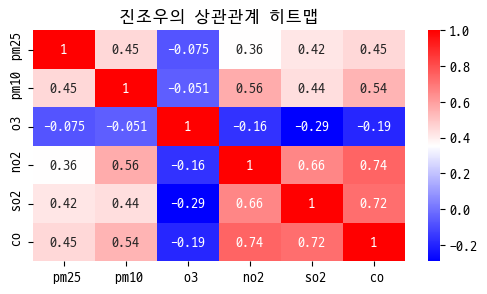 진조우의 상관관계 히트맵
pm25 1 0.45 −0.075 0.36 0.42 0.45
pm10 0.45 1 −0.051 0.56 0.44 0.54
o3 −0.075 −0.051 1 −0.16 −0.29 −0.19
no2 0.36 0.56 −0.16 1 0.66 0.74
so2 0.42 0.44 −0.29 0.66 1 0.72
co 0.45 0.54 −0.19 0.74 0.72 1
pm25 pm10 o3 no2 so2 co
1.0
0.8
0.6
0.4
0.2
0.0
−0.2